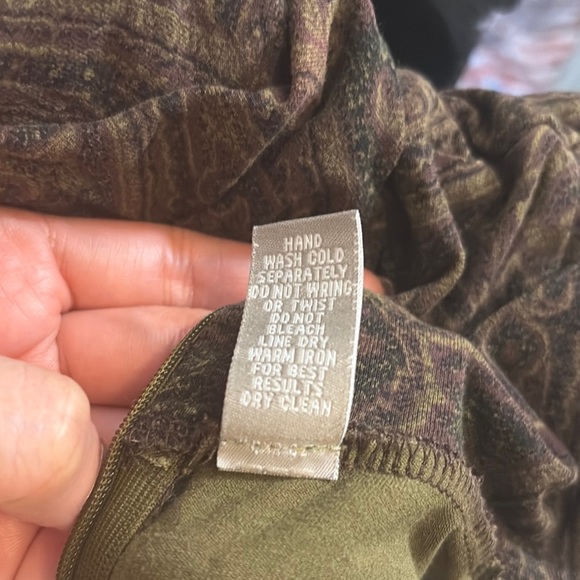 HAND
WASH COLD
SEPARATELY
DO NOT WRING
OR TWIST
DO NOT
BLEACH
LINE DRY
WARM IRON
FOR BEST
RESULTS
DRY CLEAN